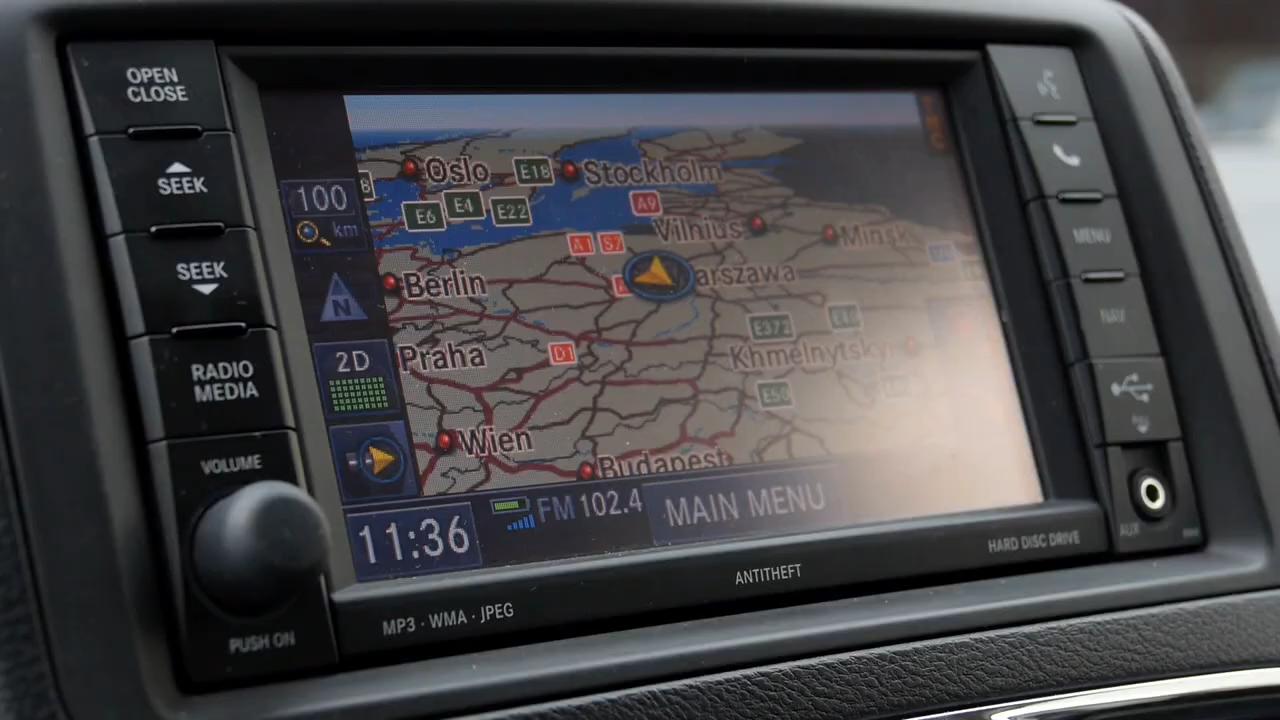 OPEN
CLOSE
SEEK
SEEK
RADIO
MEDIA
VOLUME
PUSH ON
100
km
N
2D
Oslo
E18
Stockholm
8
E6
E4
E22
A9
Vilnius
Minsk
A1
S7
Berlin
arszawa
E372
Praha
D1
Khmelnytsky
E50
Wien
Budapest
11:36
FM 102.4
MAIN MENU
MENU
NAV
AUX
MP3 · WMA · JPEG
ANTITHEFT
HARD DISC DRIVE